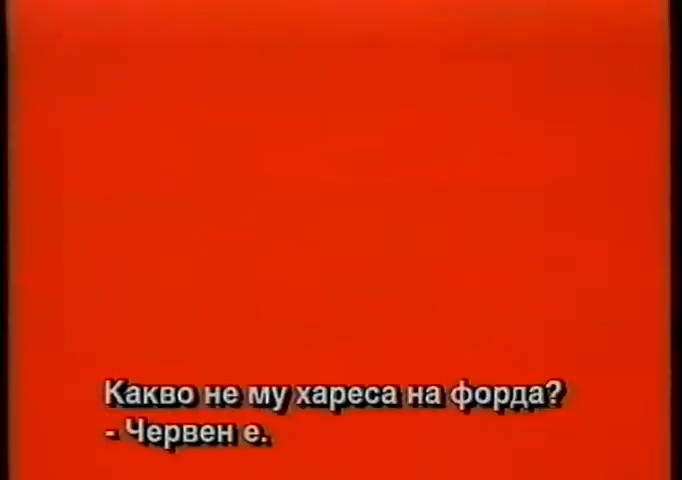 Какво не му хареса на форда?
- Червен е.